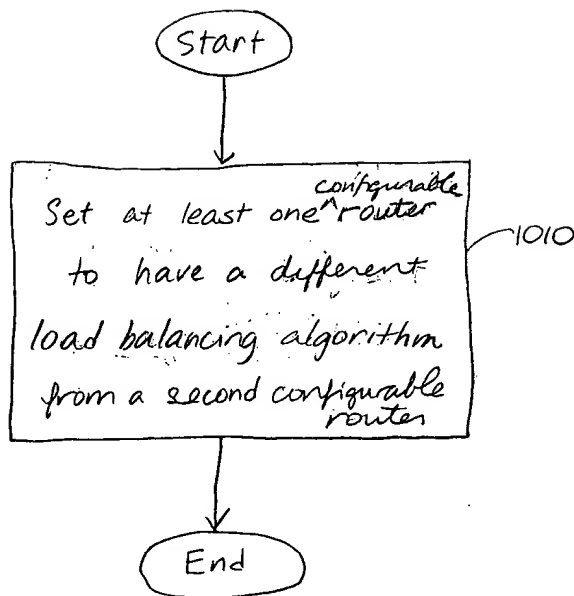 Start
Set at least one ^configurable router
to have a different
load balancing algorithm
from a second configurable
router
1010
End